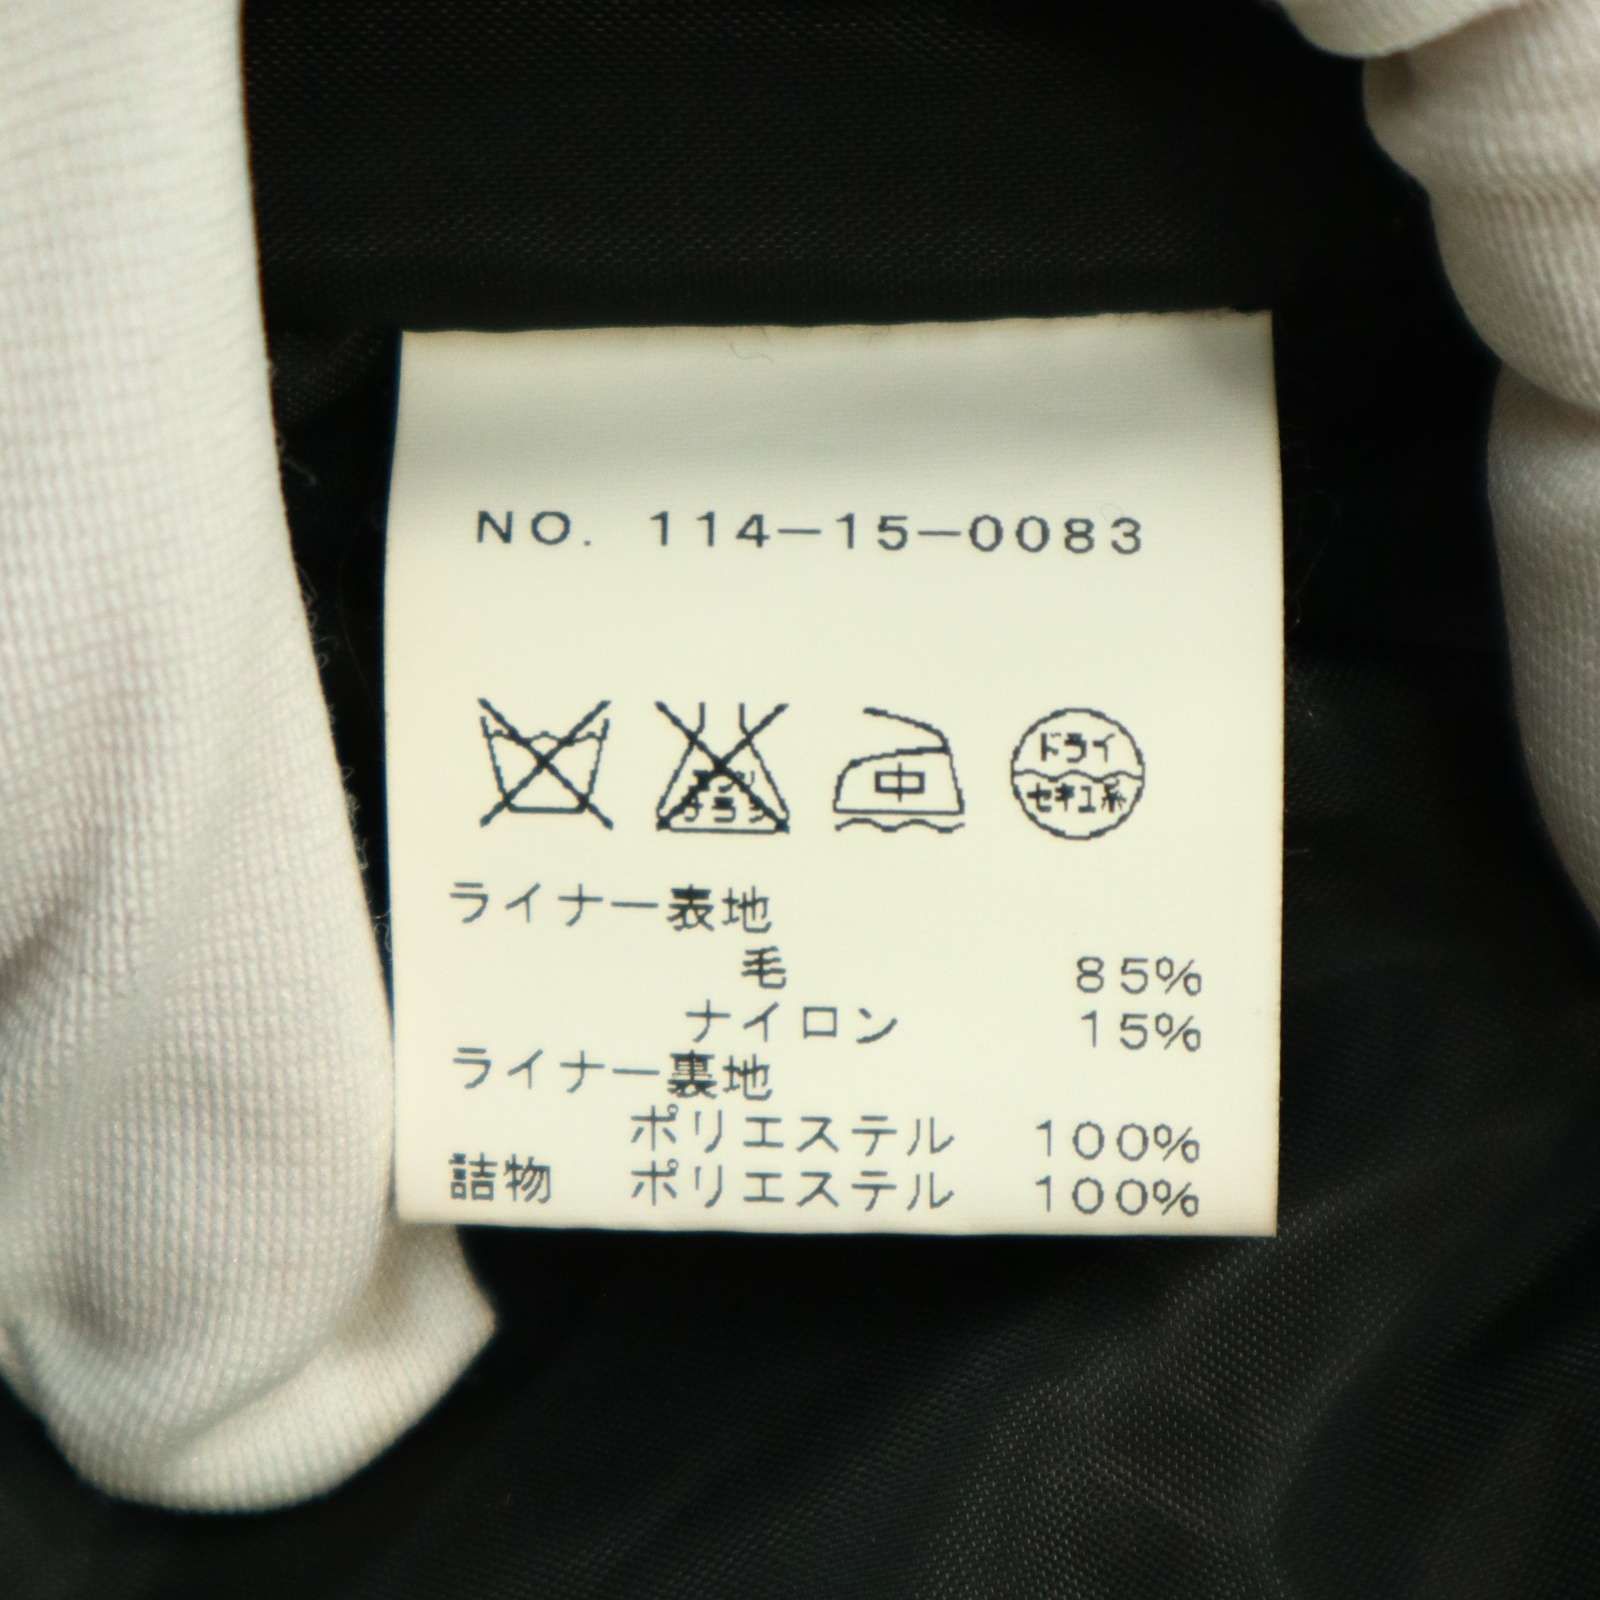 NO. 114-15-0083
中
ドライ
セキユ系
ライナー表地
毛 85%
ナイロン 15%
ライナー裏地
ポリエステル 100%
詰物 ポリエステル 100%